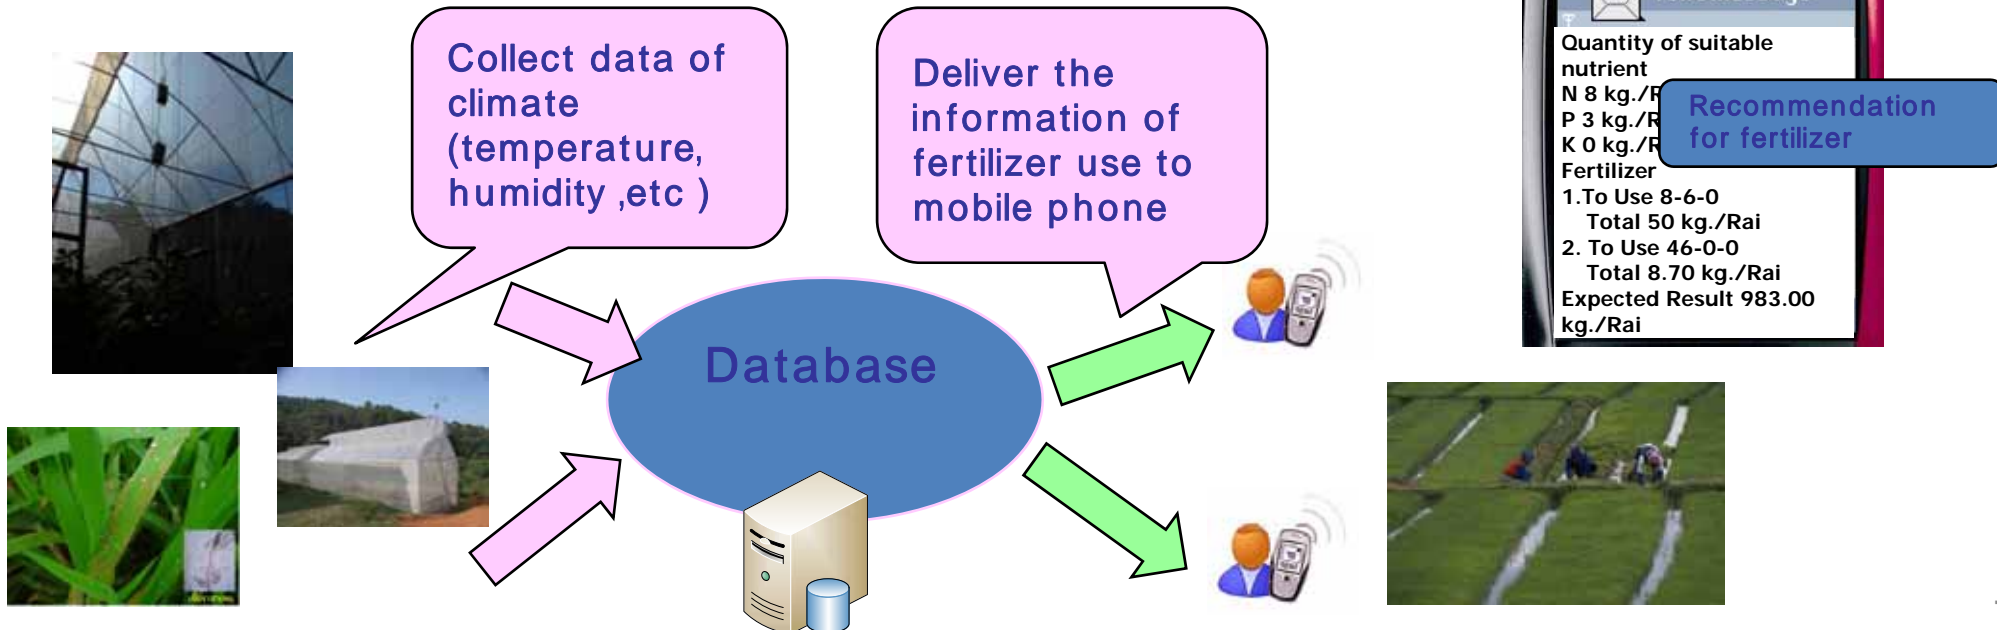 Collect data of
climate
(temperature,
humidity ,etc )
Deliver the
information of
fertilizer use to
mobile phone
Database
Quantity of suitable
nutrient
N 8 kg./R
P 3 kg./R
K 0 kg./R
Recommendation
for fertilizer
Fertilizer
1.To Use 8-6-0
Total 50 kg./Rai
2. To Use 46-0-0
Total 8.70 kg./Rai
Expected Result 983.00
kg./Rai